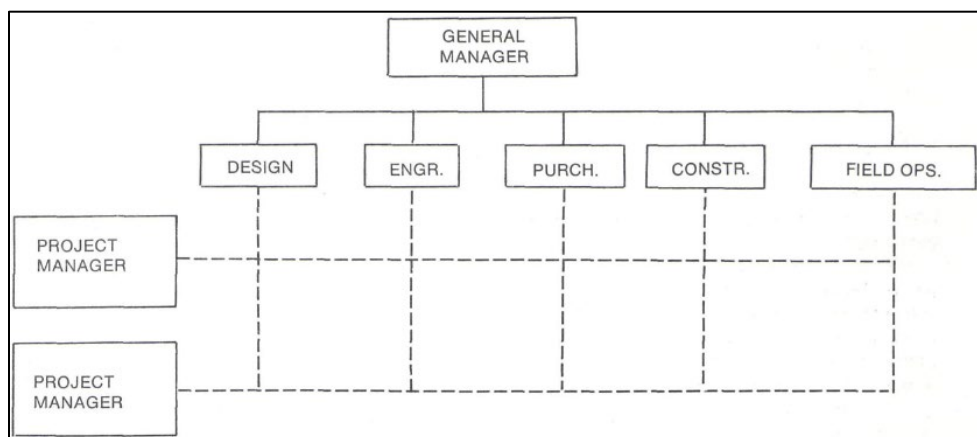 GENERAL
MANAGER
DESIGN
ENGR.
PURCH.
CONSTR.
FIELD OPS.
PROJECT
MANAGER
PROJECT
MANAGER